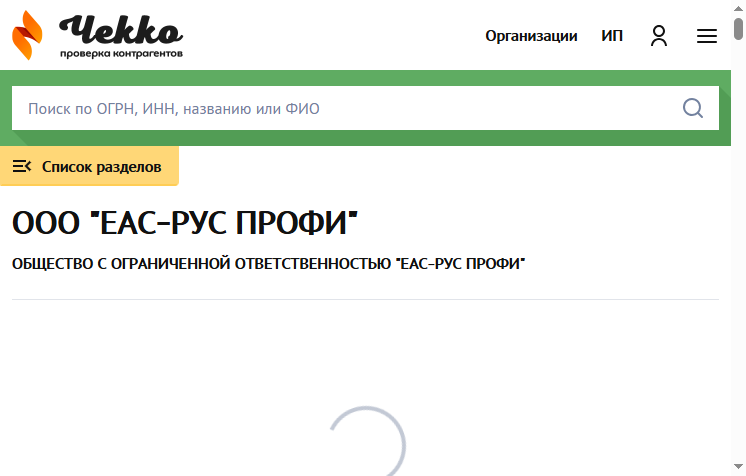 Чекко
проверка контрагентов
Организации
ИП
Поиск по ОГРН, ИНН, названию или ФИО
Список разделов
ООО "ЕАС-РУС ПРОФИ"
ОБЩЕСТВО С ОГРАНИЧЕННОЙ ОТВЕТСТВЕННОСТЬЮ "ЕАС-РУС ПРОФИ"